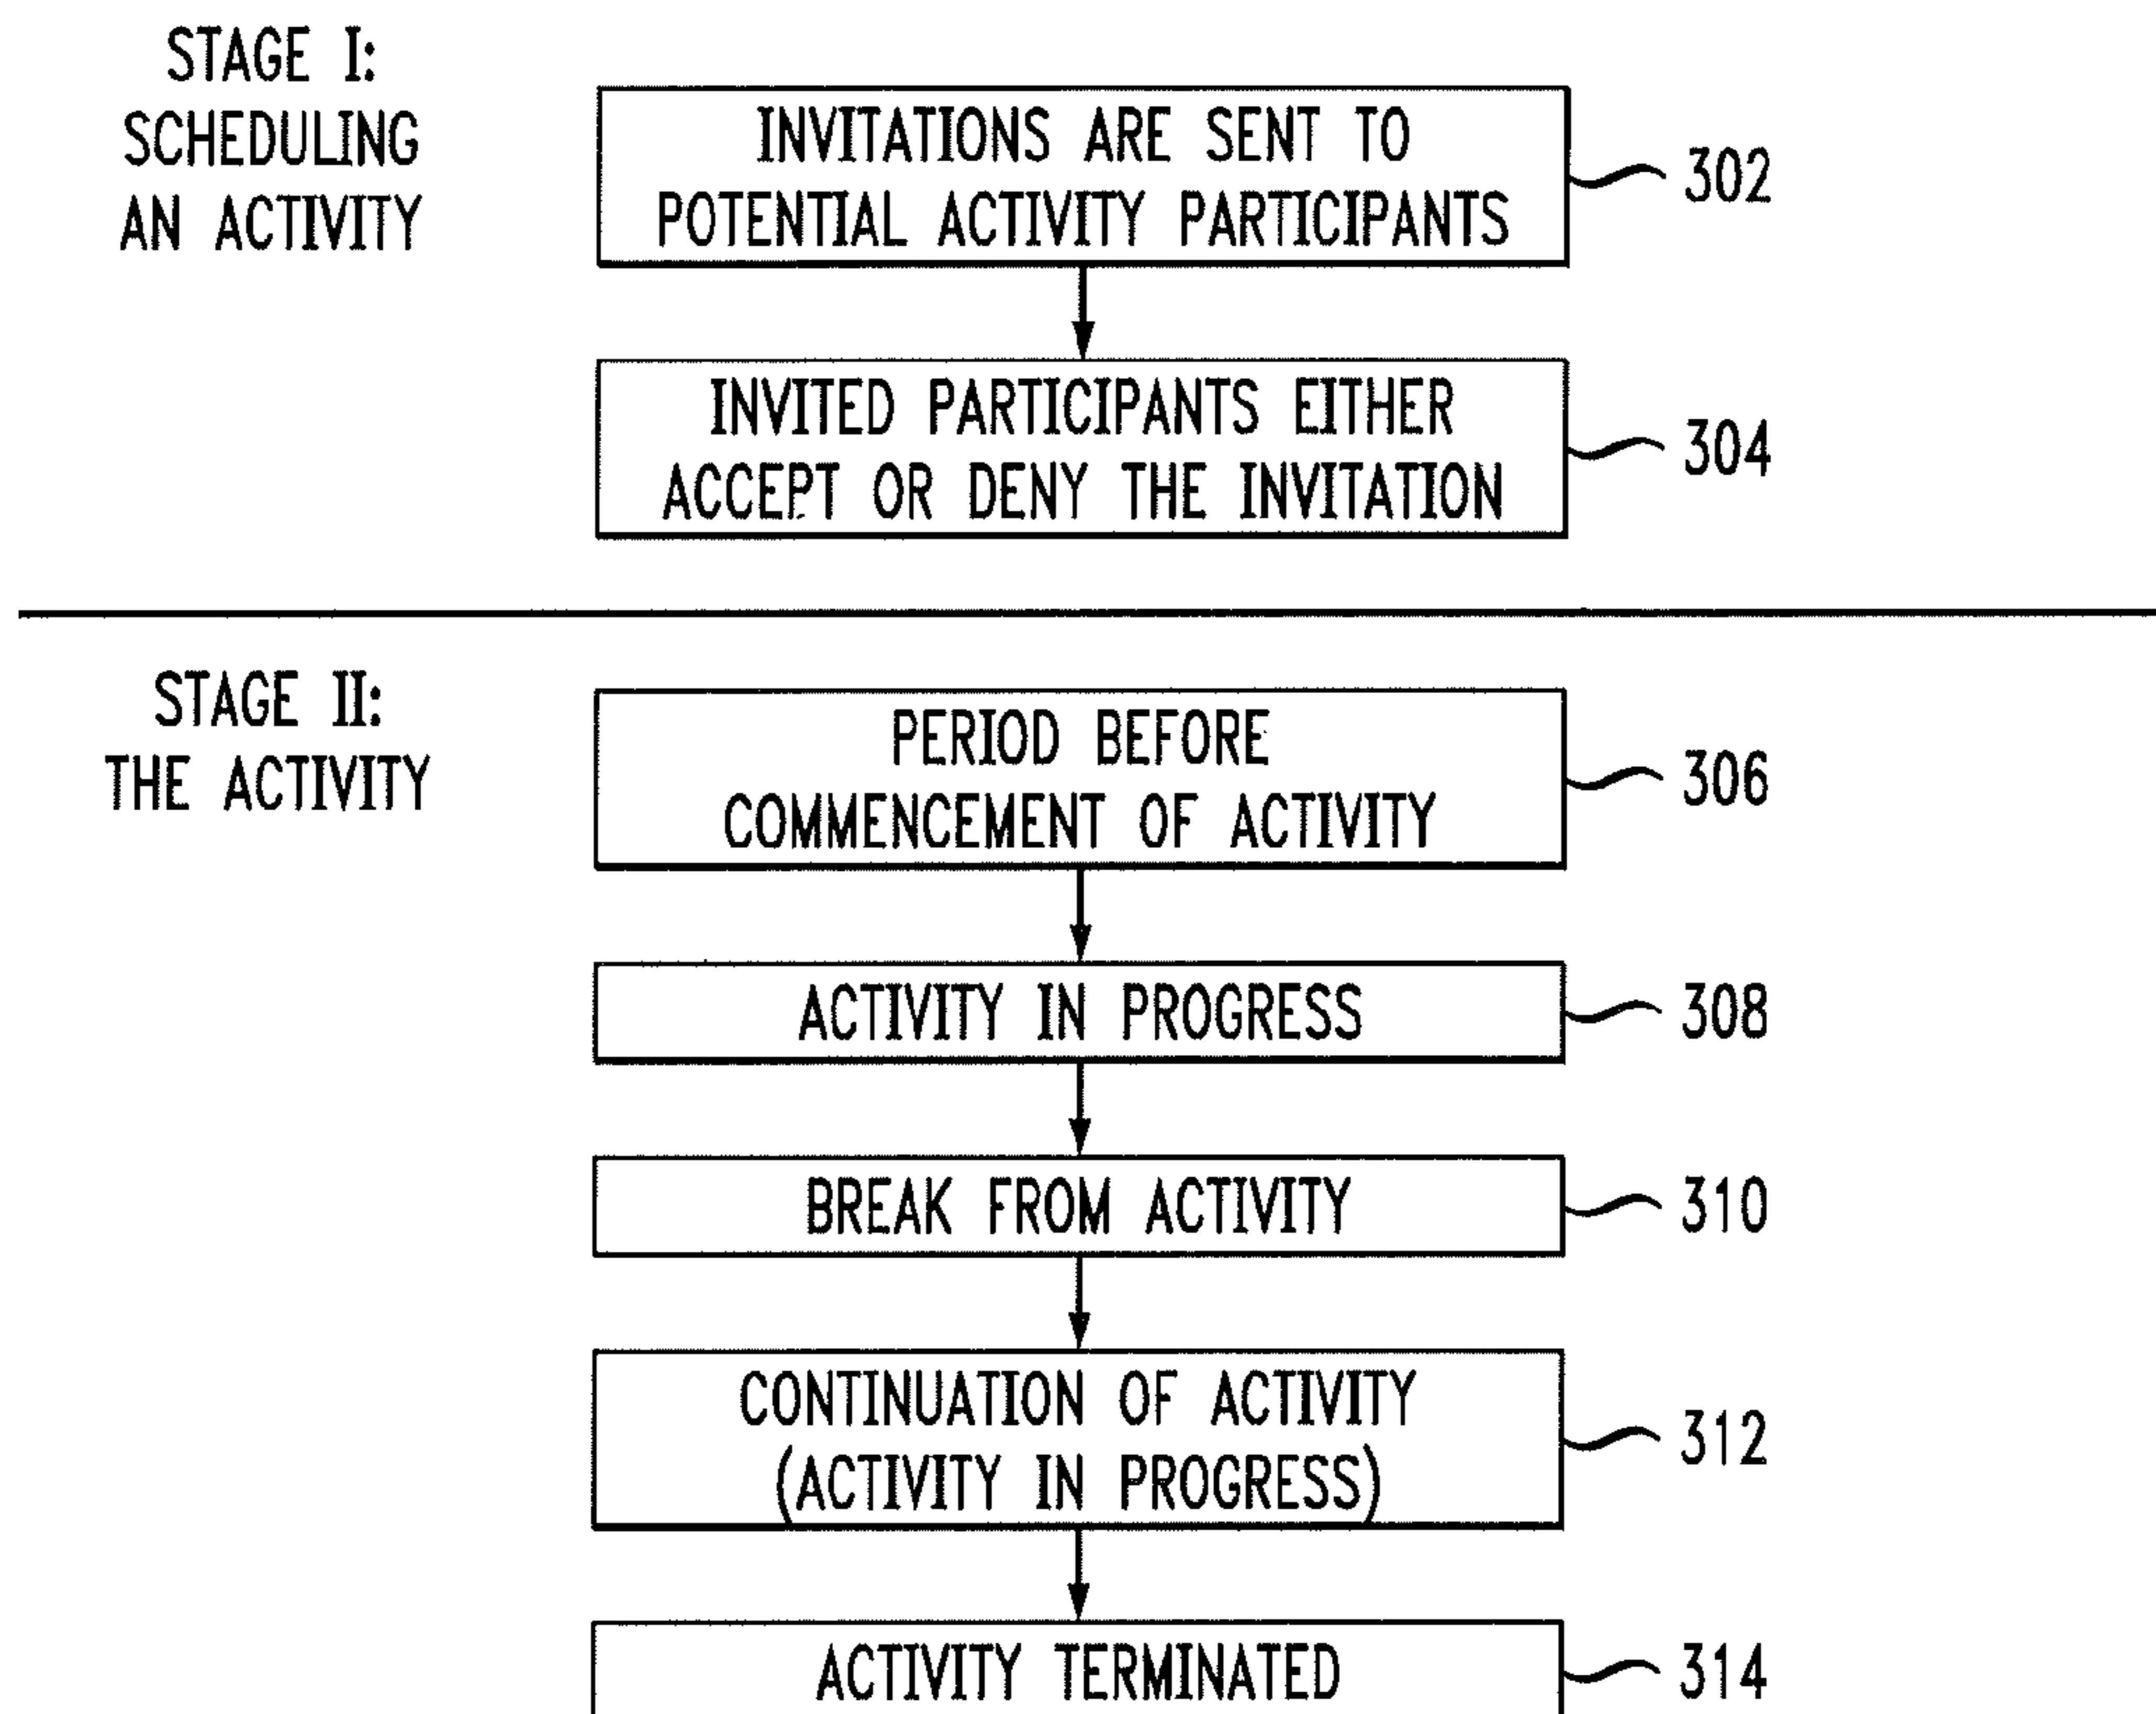 STAGE I:
SCHEDULING
AN ACTIVITY
INVITATIONS ARE SENT TO
POTENTIAL ACTIVITY PARTICIPANTS
302
INVITED PARTICIPANTS EITHER
ACCEPT OR DENY THE INVITATION
304
STAGE II:
THE ACTIVITY
PERIOD BEFORE
COMMENCEMENT OF ACTIVITY
306
ACTIVITY IN PROGRESS
308
BREAK FROM ACTIVITY
310
CONTINUATION OF ACTIVITY
(ACTIVITY IN PROGRESS)
312
ACTIVITY TERMINATED
314